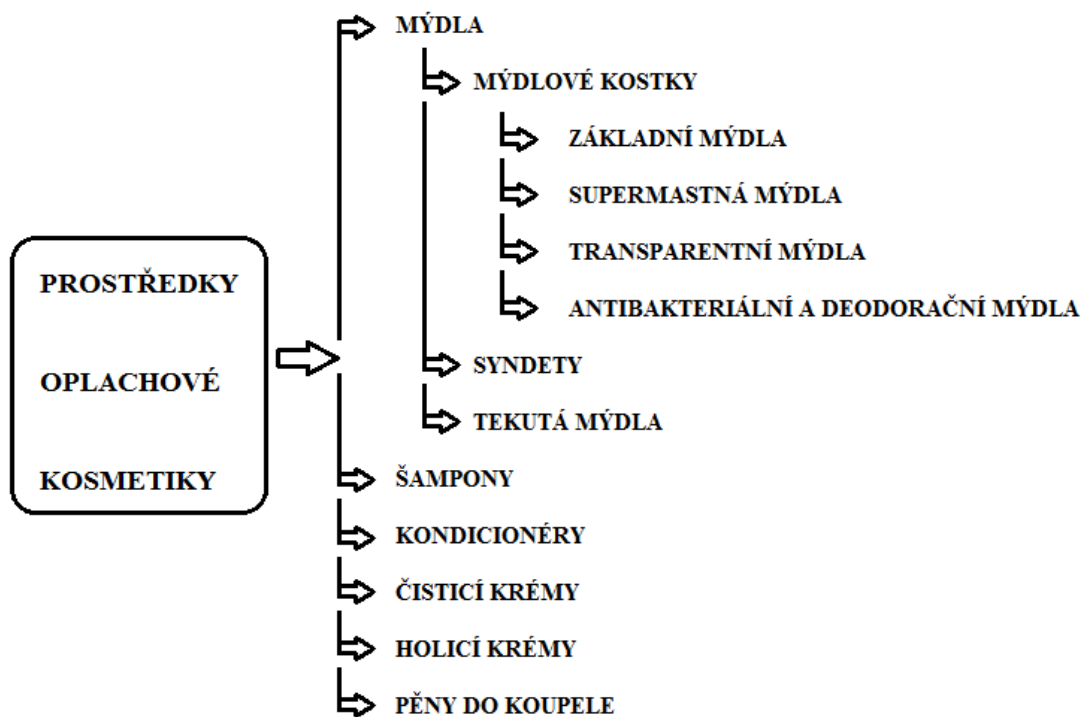 PROSTŘEDKY
OPLACHOVÉ
KOSMETIKY
MÝDLA
MÝDLOVÉ KOSTKY
ZÁKLADNÍ MÝDLA
SUPERMASTNÁ MÝDLA
TRANSPARENTNÍ MÝDLA
ANTIBAKTERIÁLNÍ A DEODORAČNÍ MÝDLA
SYNDETY
TEKUTÁ MÝDLA
ŠAMPONY
KONDICIONÉRY
ČISTICÍ KRÉMY
HOLICÍ KRÉMY
PĚNY DO KOUPELE